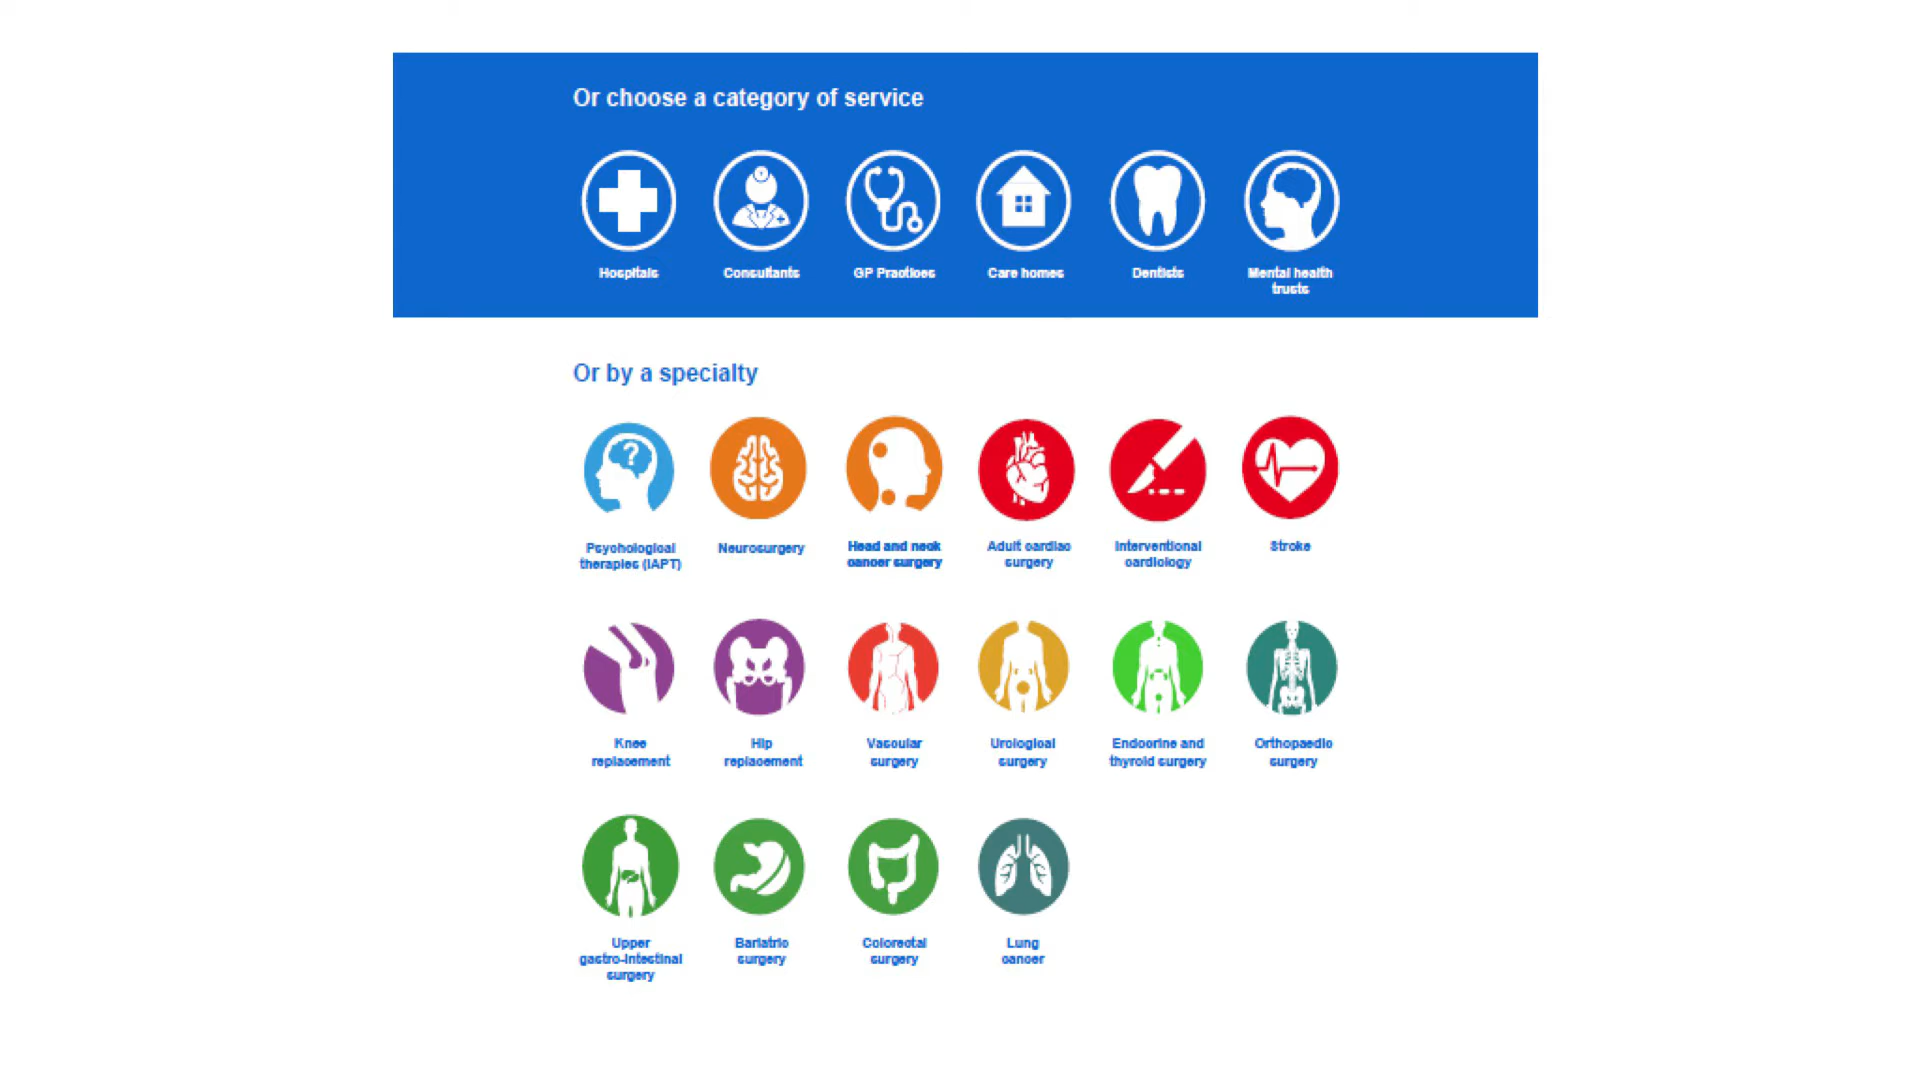 Or choose a category of service
Hospitals Consultants GP Practices Care homes Dentists Mental health
trusts
Or by a specialty
?
Psychological Neurosurgery Head and neck Adult cardiac Interventional Stroke
therapies (IAPT) cancer surgery surgery cardiology
Knee Hip Vascular Urological Endocrine and Orthopaedic
replacement replacement surgery surgery thyroid surgery surgery
Upper Bariatric Colorectal Lung
gastro-intestinal surgery surgery cancer
surgery